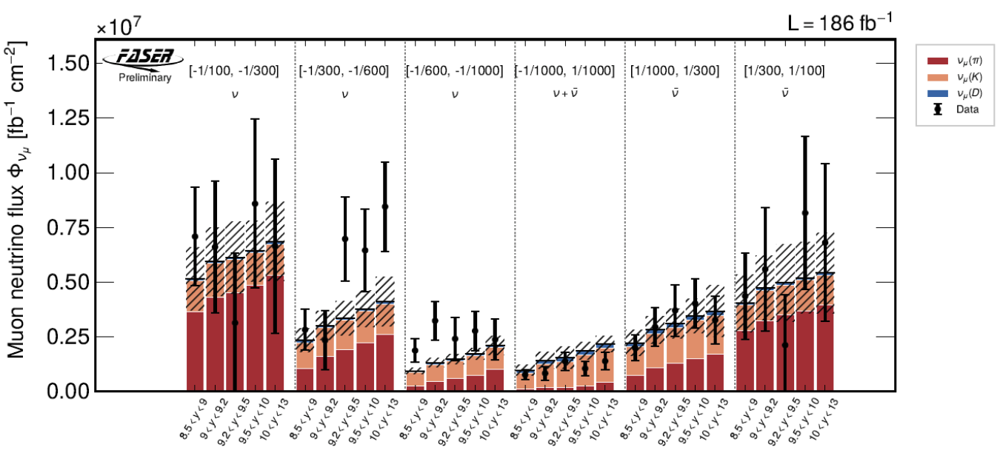 ×10⁷
L = 186 fb⁻¹
FASER
Preliminary
Muon neutrino flux Φ_νμ [fb⁻¹ cm⁻²]
1.50
1.25
1.00
0.75
0.50
0.25
0.00
[-1/100, -1/300] [-1/300, -1/600] [-1/600, -1/1000] [-1/1000, 1/1000] [1/1000, 1/300] [1/300, 1/100]
ν ν ν ν + ν̄ ν̄ ν̄
ν_μ(π)
ν_μ(K)
ν_μ(D)
Data
8.5 < y < 9
9 < y < 9.2
9.2 < y < 9.5
9.5 < y < 10
10 < y < 13
8.5 < y < 9
9 < y < 9.2
9.2 < y < 9.5
9.5 < y < 10
10 < y < 13
8.5 < y < 9
9 < y < 9.2
9.2 < y < 9.5
9.5 < y < 10
10 < y < 13
8.5 < y < 9
9 < y < 9.2
9.2 < y < 9.5
9.5 < y < 10
10 < y < 13
8.5 < y < 9
9 < y < 9.2
9.2 < y < 9.5
9.5 < y < 10
10 < y < 13
8.5 < y < 9
9 < y < 9.2
9.2 < y < 9.5
9.5 < y < 10
10 < y < 13